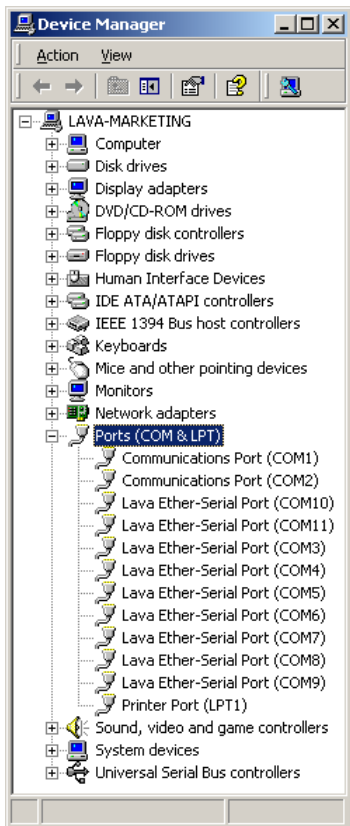 Device Manager
Action View
LAVA-MARKETING
Computer
Disk drives
Display adapters
DVD/CD-ROM drives
Floppy disk controllers
Floppy disk drives
Human Interface Devices
IDE ATA/ATAPI controllers
IEEE 1394 Bus host controllers
Keyboards
Mice and other pointing devices
Monitors
Network adapters
Ports (COM & LPT)
Communications Port (COM1)
Communications Port (COM2)
Lava Ether-Serial Port (COM10)
Lava Ether-Serial Port (COM11)
Lava Ether-Serial Port (COM3)
Lava Ether-Serial Port (COM4)
Lava Ether-Serial Port (COM5)
Lava Ether-Serial Port (COM6)
Lava Ether-Serial Port (COM7)
Lava Ether-Serial Port (COM8)
Lava Ether-Serial Port (COM9)
Printer Port (LPT1)
Sound, video and game controllers
System devices
Universal Serial Bus controllers